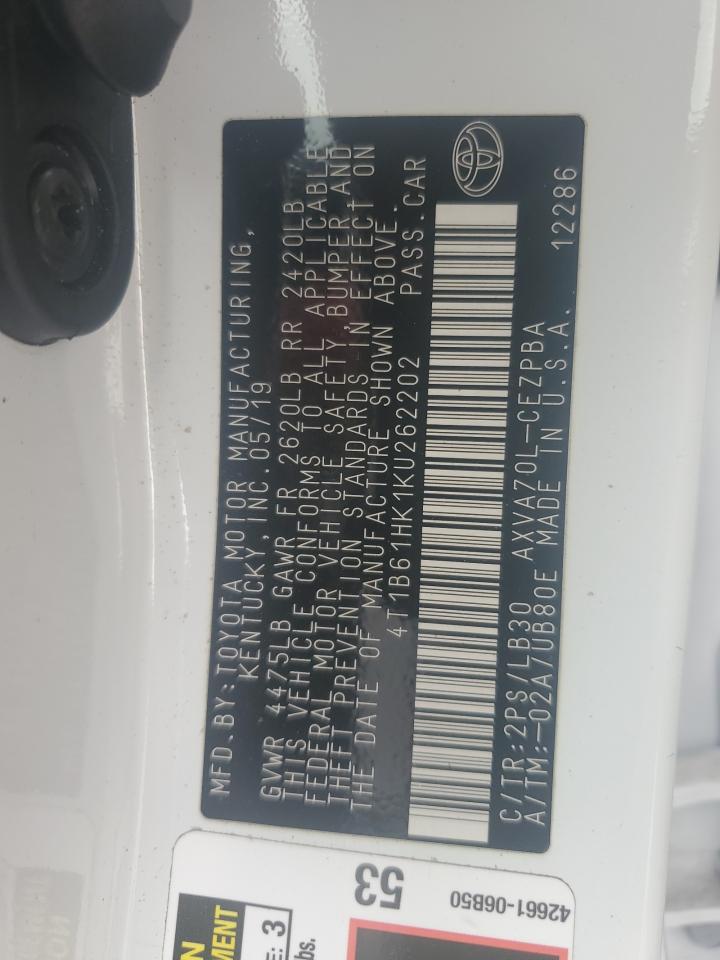 MFD.BY:TOYOTA MOTOR MANUFACTURING,
KENTUCKY,INC.05/19
GVWR 4475LB GAWR FR 2620LB RR 2420LB
THIS VEHICLE CONFORMS TO ALL APPLICABLE
FEDERAL MOTOR VEHICLE SAFETY,BUMPER AND
THEFT PREVENTION STANDARDS IN EFFECT ON
THE DATE OF MANUFACTURE SHOWN ABOVE.
4T1B61HK1KU262202 PASS.CAR
C/TR:2PS/LB30 AXVA70L-CEZPBA
A/TM:-02A/UB80E MADE IN U.S.A. 12286
53
42661-06B50
E: 3
lbs.